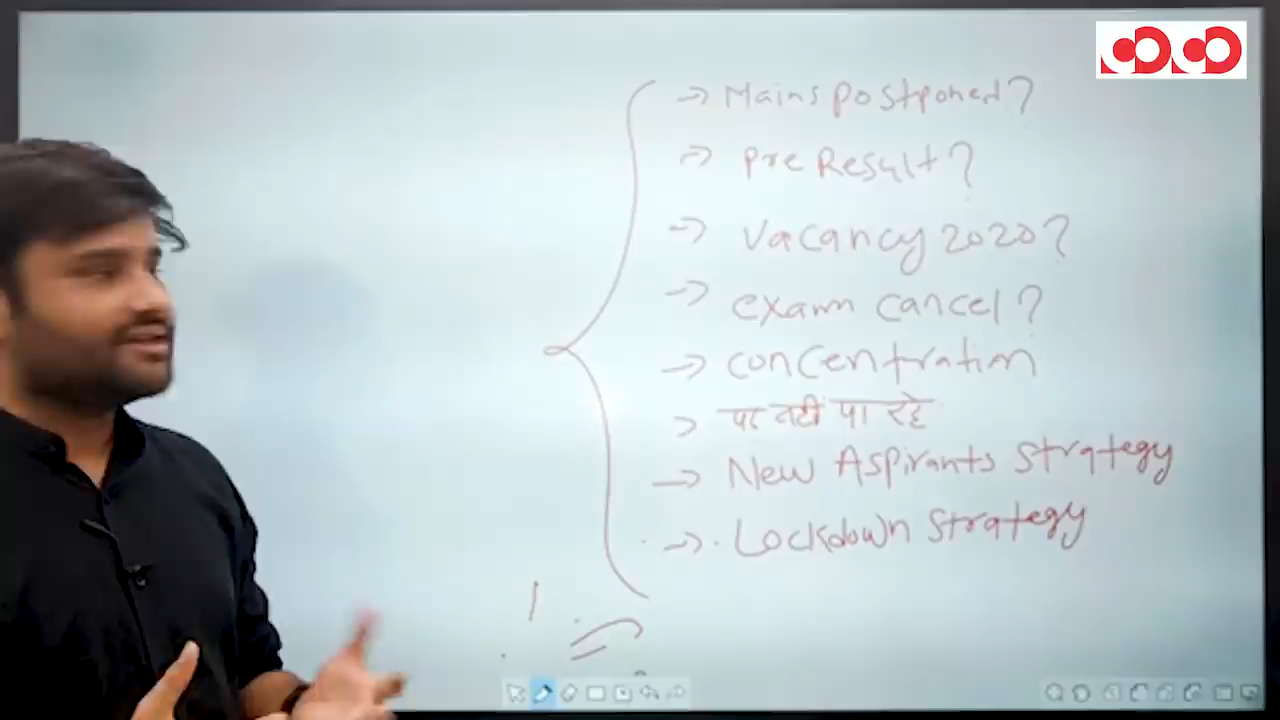 → Mains postponed?
→ Pre Result?
→ Vacancy 2020?
→ exam cancel?
→ concentration
→ पढ नहीं पा रहे
→ New Aspirants Strategy
→ Lockdown Strategy